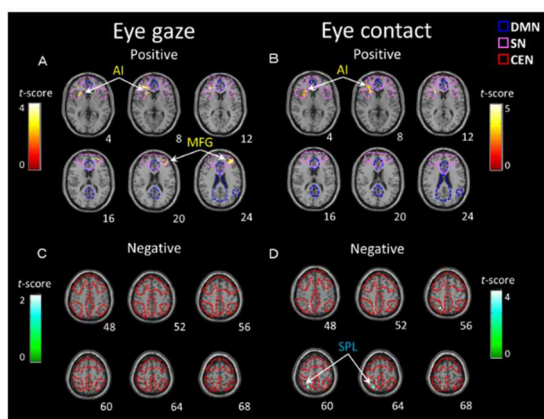 Eye gaze
Eye contact
DMN
SN
CEN
A
Positive
B
Positive
AI
AI
t-score
4
0
4
8
12
4
8
12
t-score
5
0
MFG
16
20
24
16
20
24
C
Negative
D
Negative
t-score
2
0
48
52
56
48
52
56
t-score
4
0
SPL
60
64
68
60
64
68